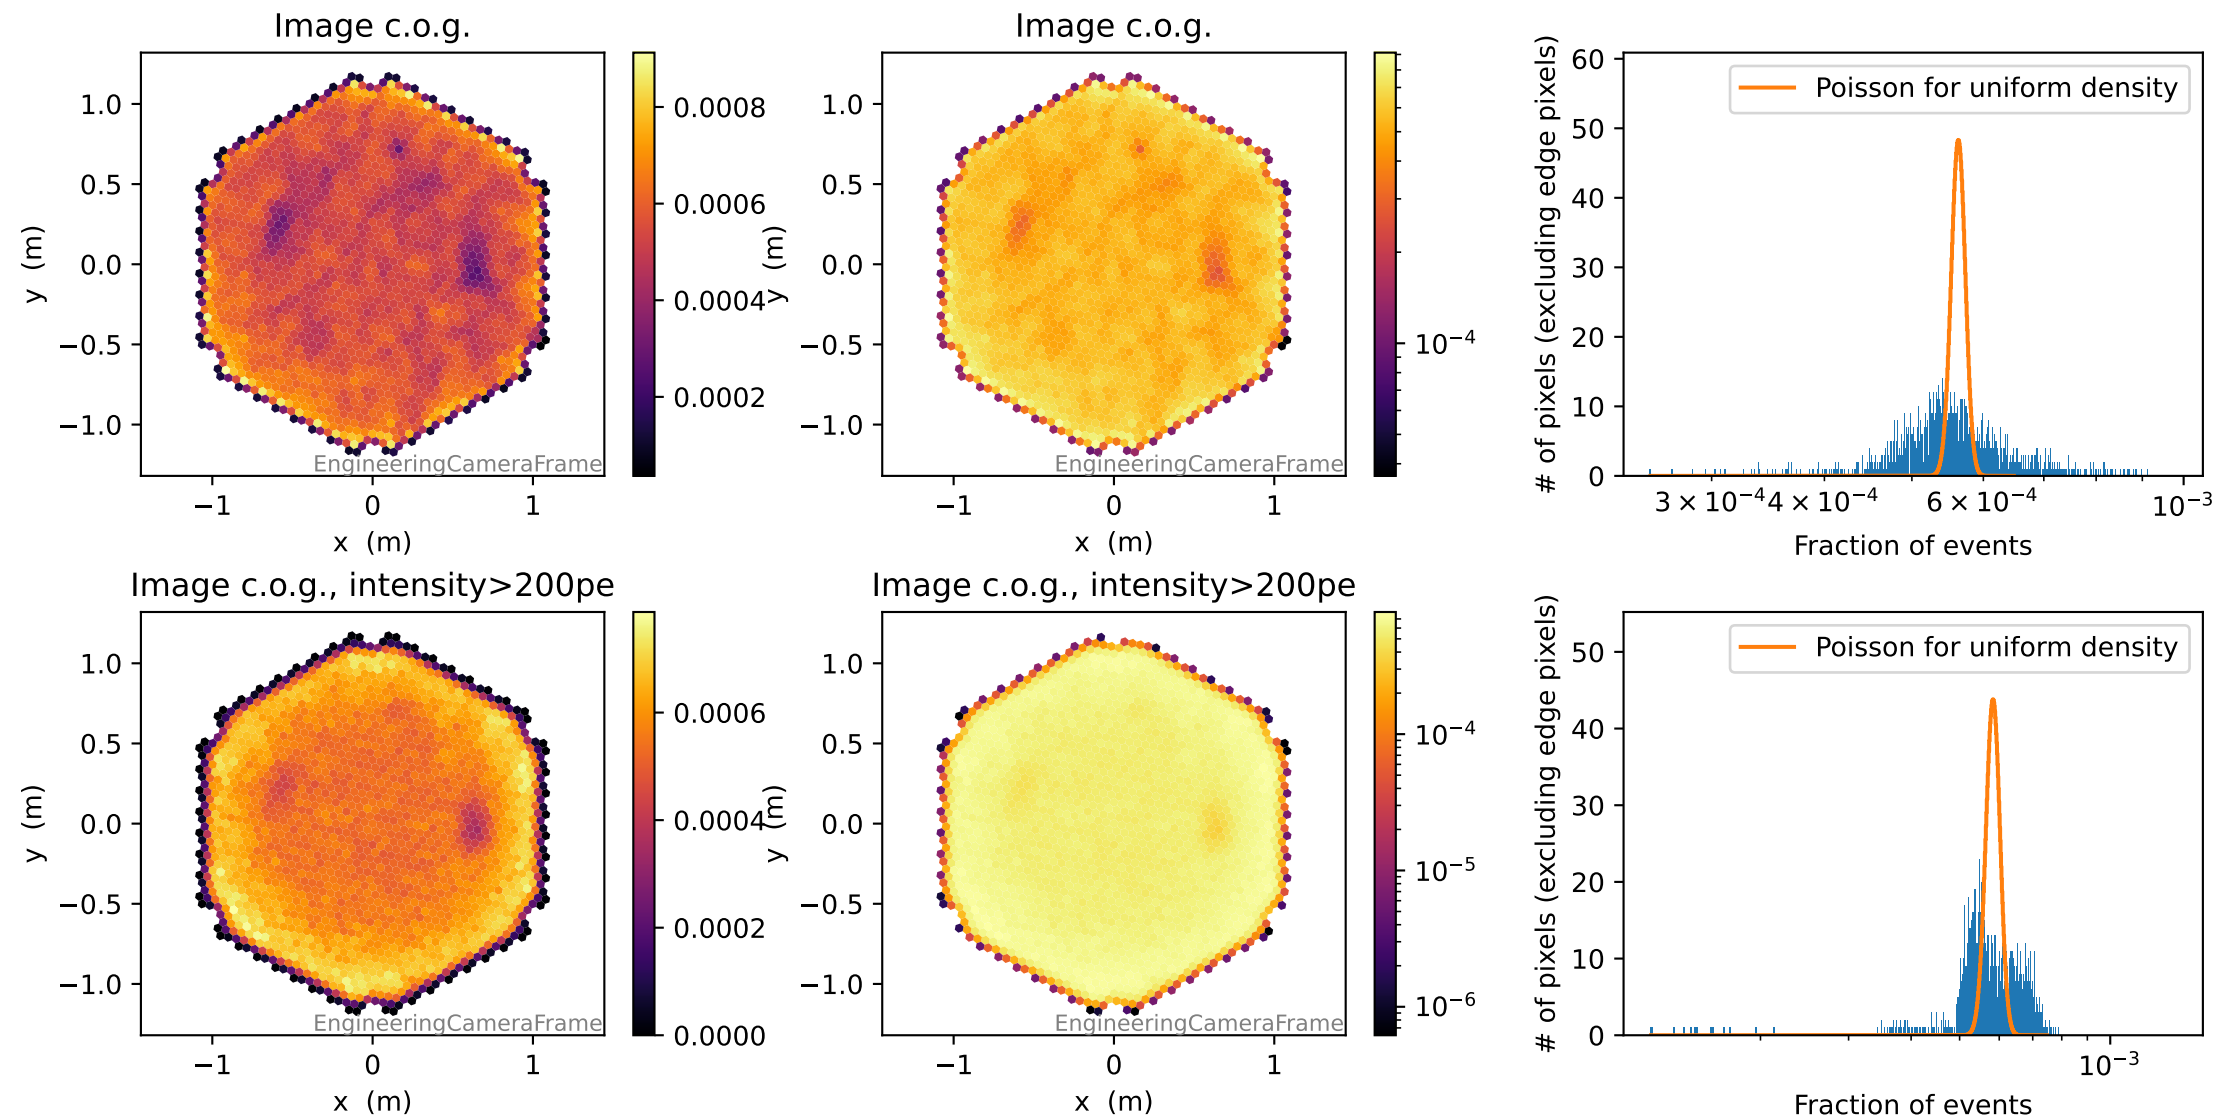 Image c.o.g.
1.0
0.5
0.0
−0.5
−1.0
y (m)
−1 0 1
x (m)
EngineeringCameraFrame
0.0008
0.0006
0.0004
0.0002
Image c.o.g.
1.0
0.5
0.0
−0.5
−1.0
y (m)
−1 0 1
x (m)
EngineeringCameraFrame
10⁻⁴
Poisson for uniform density
60
50
40
30
20
10
0
# of pixels (excluding edge pixels)
3 × 10⁻⁴ 4 × 10⁻⁴ 6 × 10⁻⁴ 10⁻³
Fraction of events
Image c.o.g., intensity>200pe
1.0
0.5
0.0
−0.5
−1.0
y (m)
−1 0 1
x (m)
EngineeringCameraFrame
0.0006
0.0004
0.0002
0.0000
Image c.o.g., intensity>200pe
1.0
0.5
0.0
−0.5
−1.0
y (m)
−1 0 1
x (m)
EngineeringCameraFrame
10⁻⁴
10⁻⁵
10⁻⁶
Poisson for uniform density
50
40
30
20
10
0
# of pixels (excluding edge pixels)
10⁻³
Fraction of events